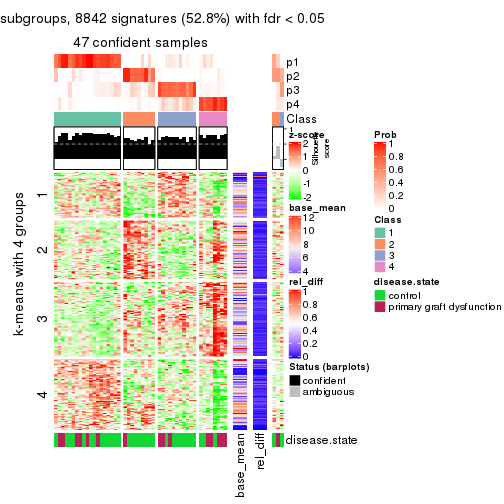 subgroups, 8842 signatures (52.8%) with fdr < 0.05
47 confident samples
p1
p2
p3
p4
Class
1
Silhouette
score
k-means with 4 groups
1
2
3
4
base_mean
rel_diff
disease.state
z-score
2
1
0
-1
-2
base_mean
12
10
8
6
4
rel_diff
1
0.8
0.6
0.4
0.2
0
Status (barplots)
confident
ambiguous
Prob
1
0.8
0.6
0.4
0.2
0
Class
1
2
3
4
disease.state
control
primary graft dysfunction